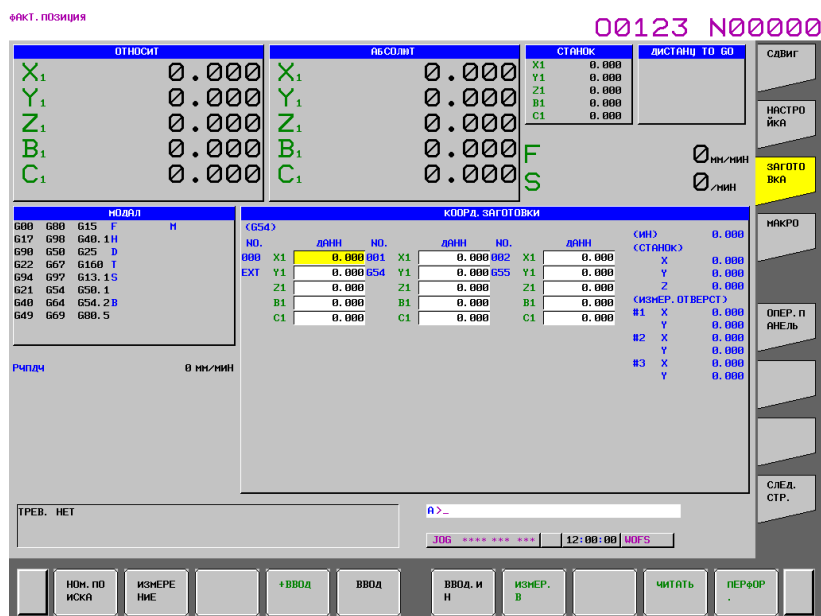 фАКТ. ПОЗИЦИЯ
O0123 N00000
ОТНОСИТ
X1 0.000
Y1 0.000
Z1 0.000
B1 0.000
C1 0.000
АБСОЛЮТ
X1 0.000
Y1 0.000
Z1 0.000
B1 0.000
C1 0.000
СТАНОК
X1 0.000
Y1 0.000
Z1 0.000
B1 0.000
C1 0.000
ДИСТАНЦ TO GO
F 0 ММ/МИН
S 0 /МИН
МОДАЛ
G00 G80 G15 F M
G17 G98 G40.1 H
G90 G50 G25 D
G22 G67 G160 T
G94 G97 G13.1 S
G21 G54 G50.1
G40 G64 G54.2 B
G49 G69 G80.5
РЧПДЧ 0 ММ/МИН
КООРД. ЗАГОТОВКИ
(G54)
NO. ДАНН NO. ДАНН NO. ДАНН
000 X1 0.000 001 X1 0.000 002 X1 0.000
EXT Y1 0.000 G54 Y1 0.000 G55 Y1 0.000
Z1 0.000 Z1 0.000 Z1 0.000
B1 0.000 B1 0.000 B1 0.000
C1 0.000 C1 0.000 C1 0.000
(ИН) 0.000
(СТАНОК)
X 0.000
Y 0.000
Z 0.000
(ИЗМЕР. ОТВЕРСТ)
#1 X 0.000
Y 0.000
#2 X 0.000
Y 0.000
#3 X 0.000
Y 0.000
ТРЕВ. НЕТ
A>_
JOG **** *** *** 12:00:00 WOFS
СДВИГ
НАСТРО
ЙКА
ЗАГОТО
ВКА
МАКРО
ОПЕР. П
АНЕЛЬ
СЛЕД.
СТР.
НОМ. ПО
ИСКА
ИЗМЕРЕ
НИЕ
+ВВОД
ВВОД
ВВОД. И
Н
ИЗМЕР.
В
ЧИТАТЬ
ПЕРФОР
.